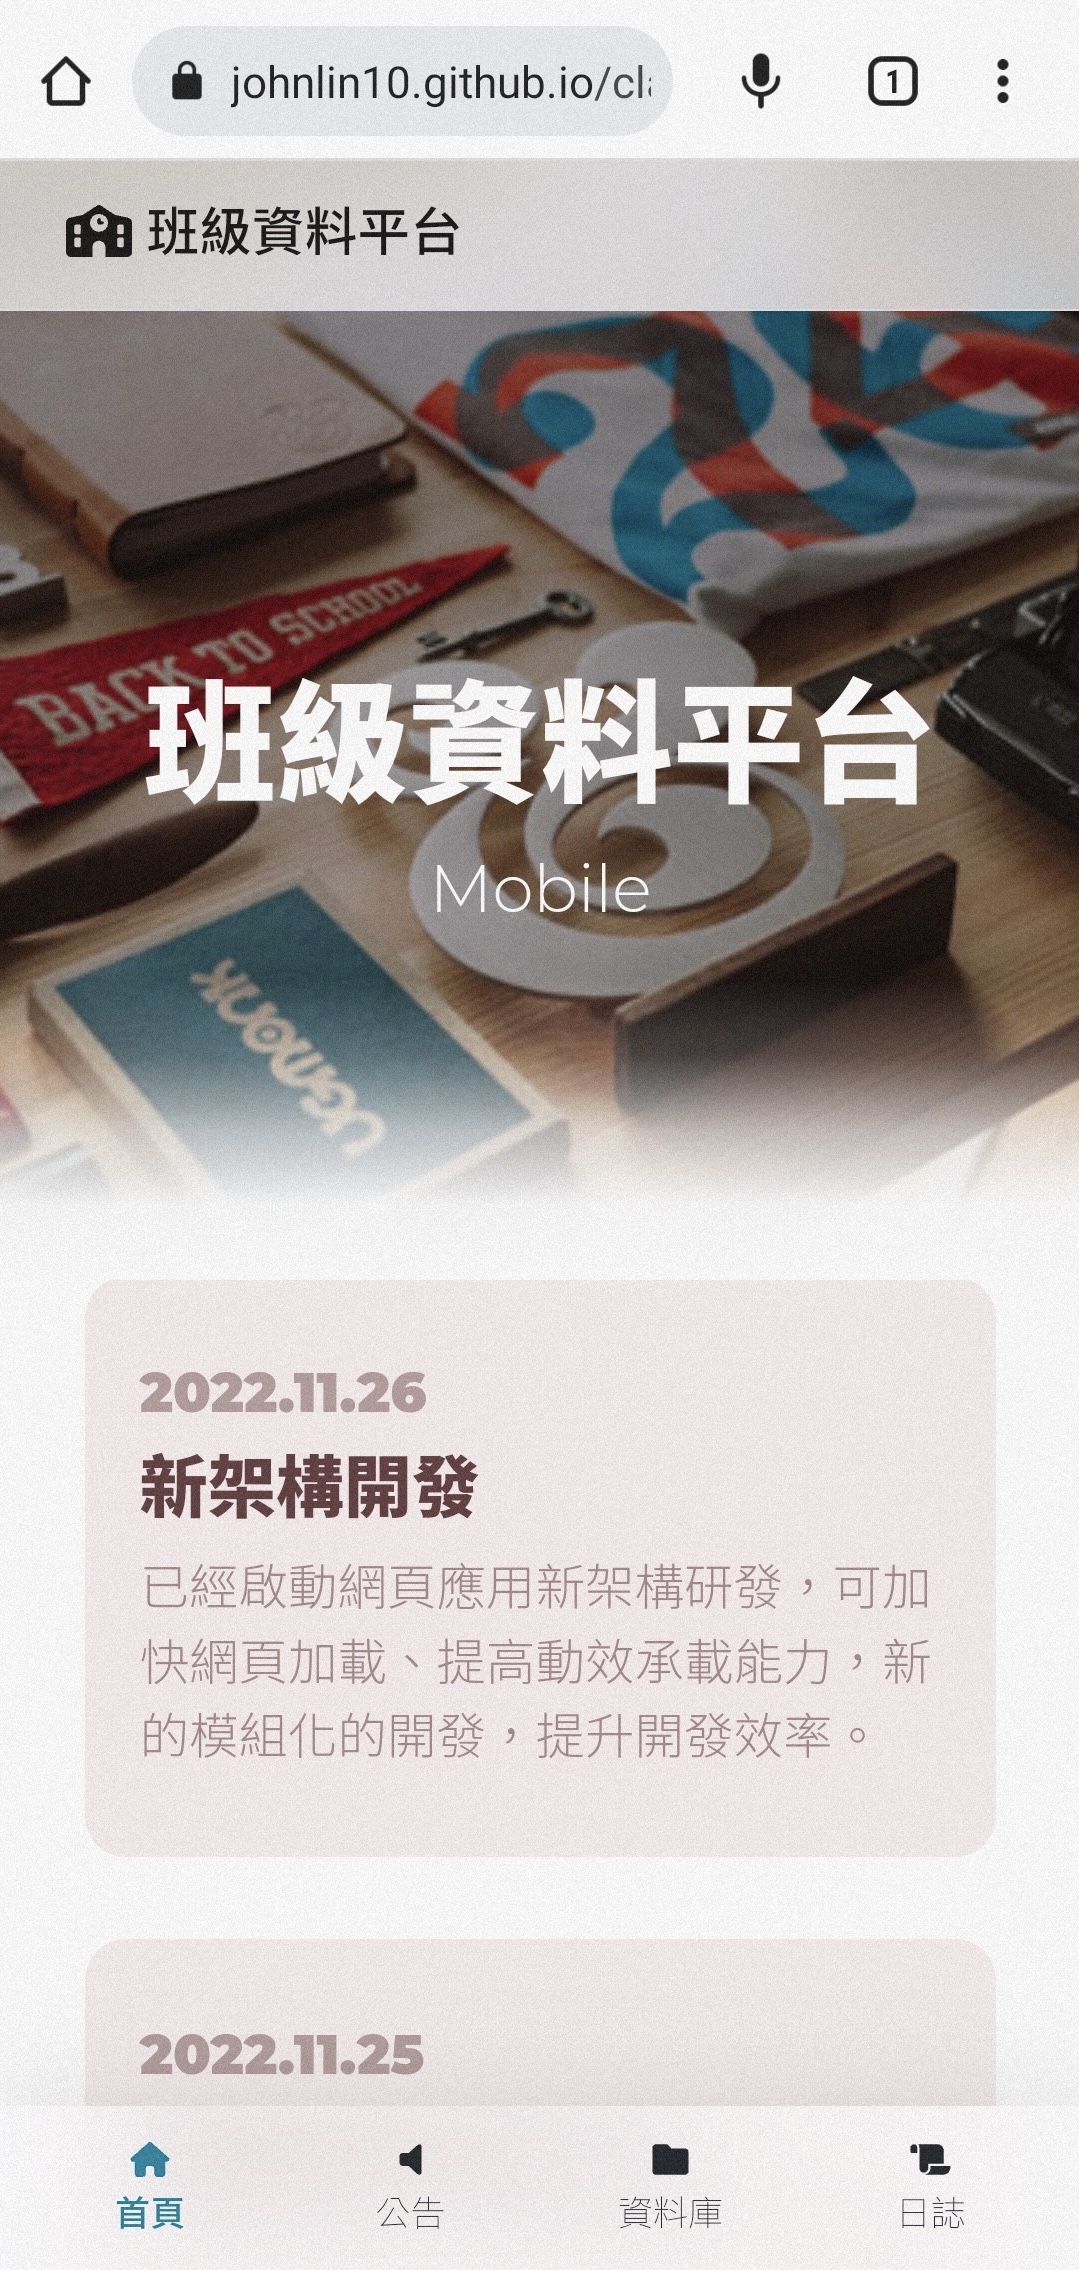 johnlin10.github.io/cla
1
班級資料平台
BACK TO SCHOOL
班級資料平台
Mobile
UGMONK
2022.11.26
新架構開發
已經啟動網頁應用新架構研發，可加
快網頁加載、提高動效承載能力，新
的模組化的開發，提升開發效率。
2022.11.25
首頁
公告
資料庫
日誌